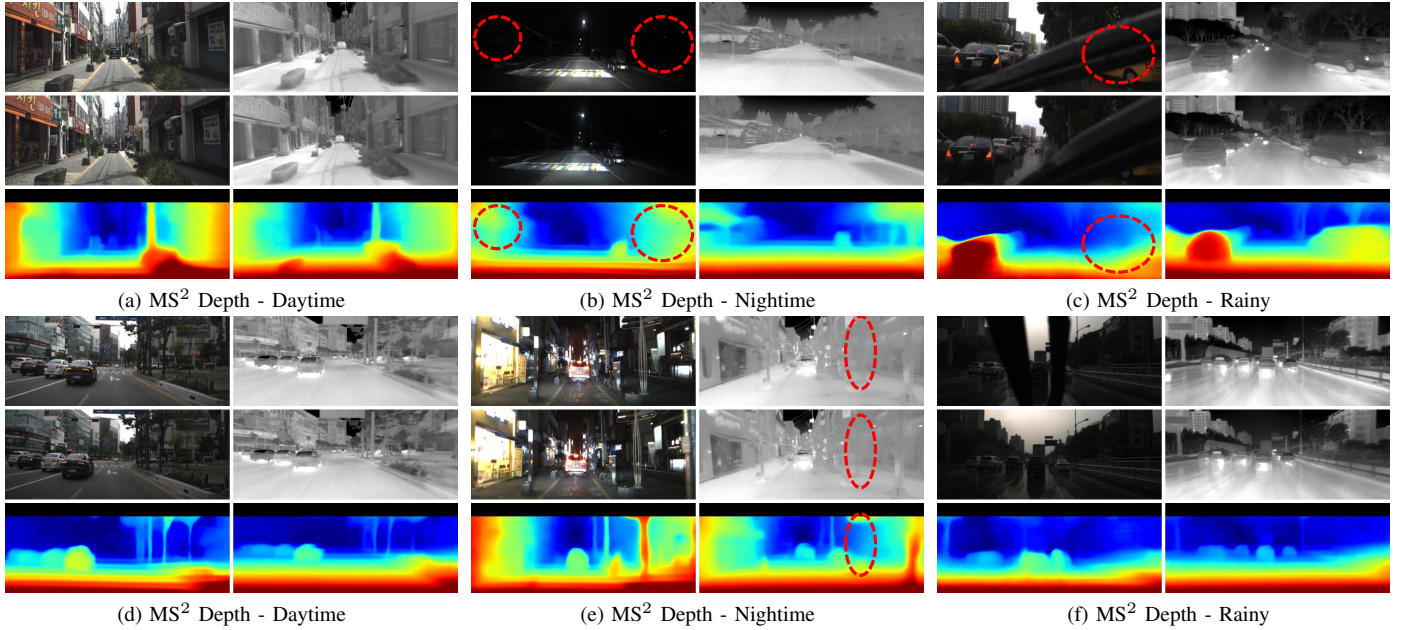 (a) MS² Depth - Daytime
(b) MS² Depth - Nightime
(c) MS² Depth - Rainy
(d) MS² Depth - Daytime
(e) MS² Depth - Nightime
(f) MS² Depth - Rainy